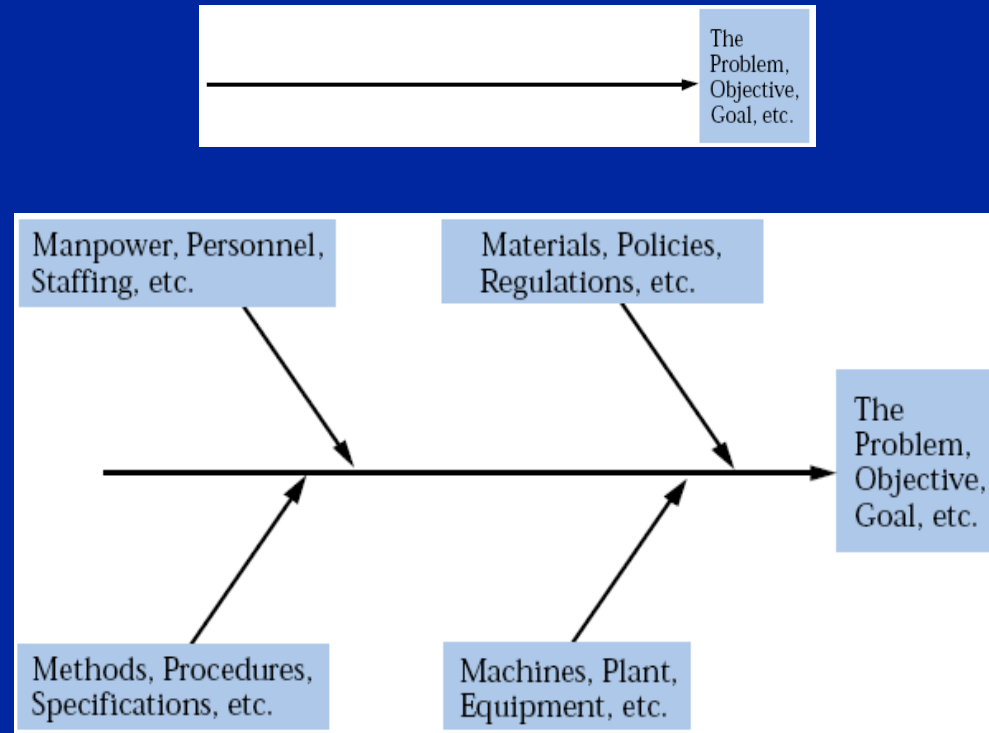 The
Problem,
Objective,
Goal, etc.
Manpower, Personnel,
Staffing, etc.
Materials, Policies,
Regulations, etc.
The
Problem,
Objective,
Goal, etc.
Methods, Procedures,
Specifications, etc.
Machines, Plant,
Equipment, etc.